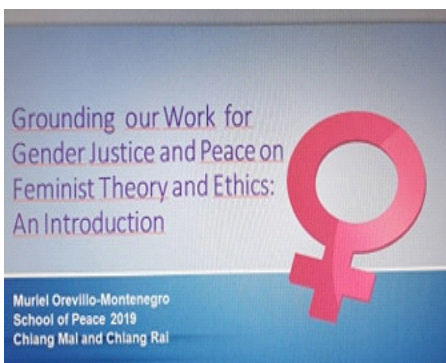 Grounding our Work for
Gender Justice and Peace on
Feminist Theory and Ethics:
An Introduction
Muriel Orevillo-Montenegro
School of Peace 2019
Chiang Mai and Chiang Rai